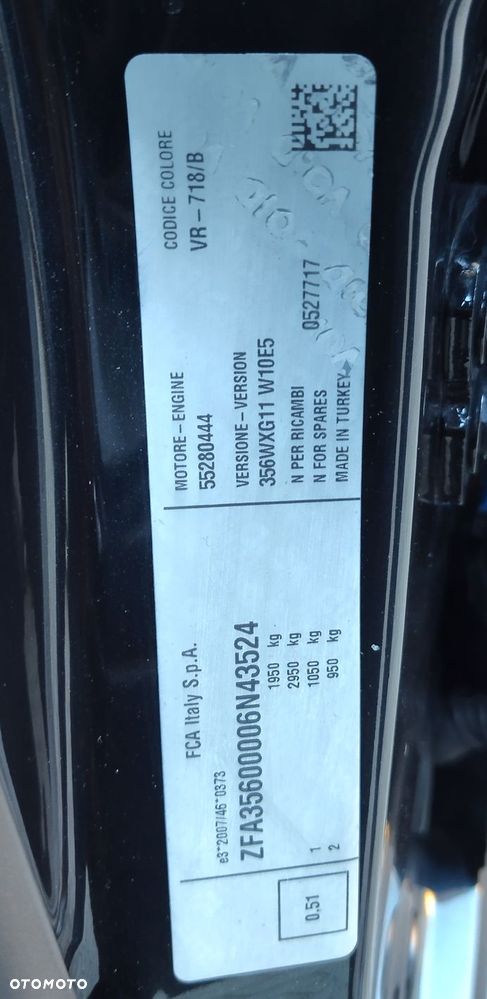 FCA Italy S.p.A.
e3*2007/46*0373
ZFA35600006N43524
1950 kg
2950 kg
1 1050 kg
2 950 kg
0,51
MOTORE-ENGINE
55280444
VERSIONE-VERSION
356WXG11 W10E5
N PER RICAMBI
N FOR SPARES 0527717
MADE IN TURKEY
CODICE COLORE
VR-718/B
OTOMOTO